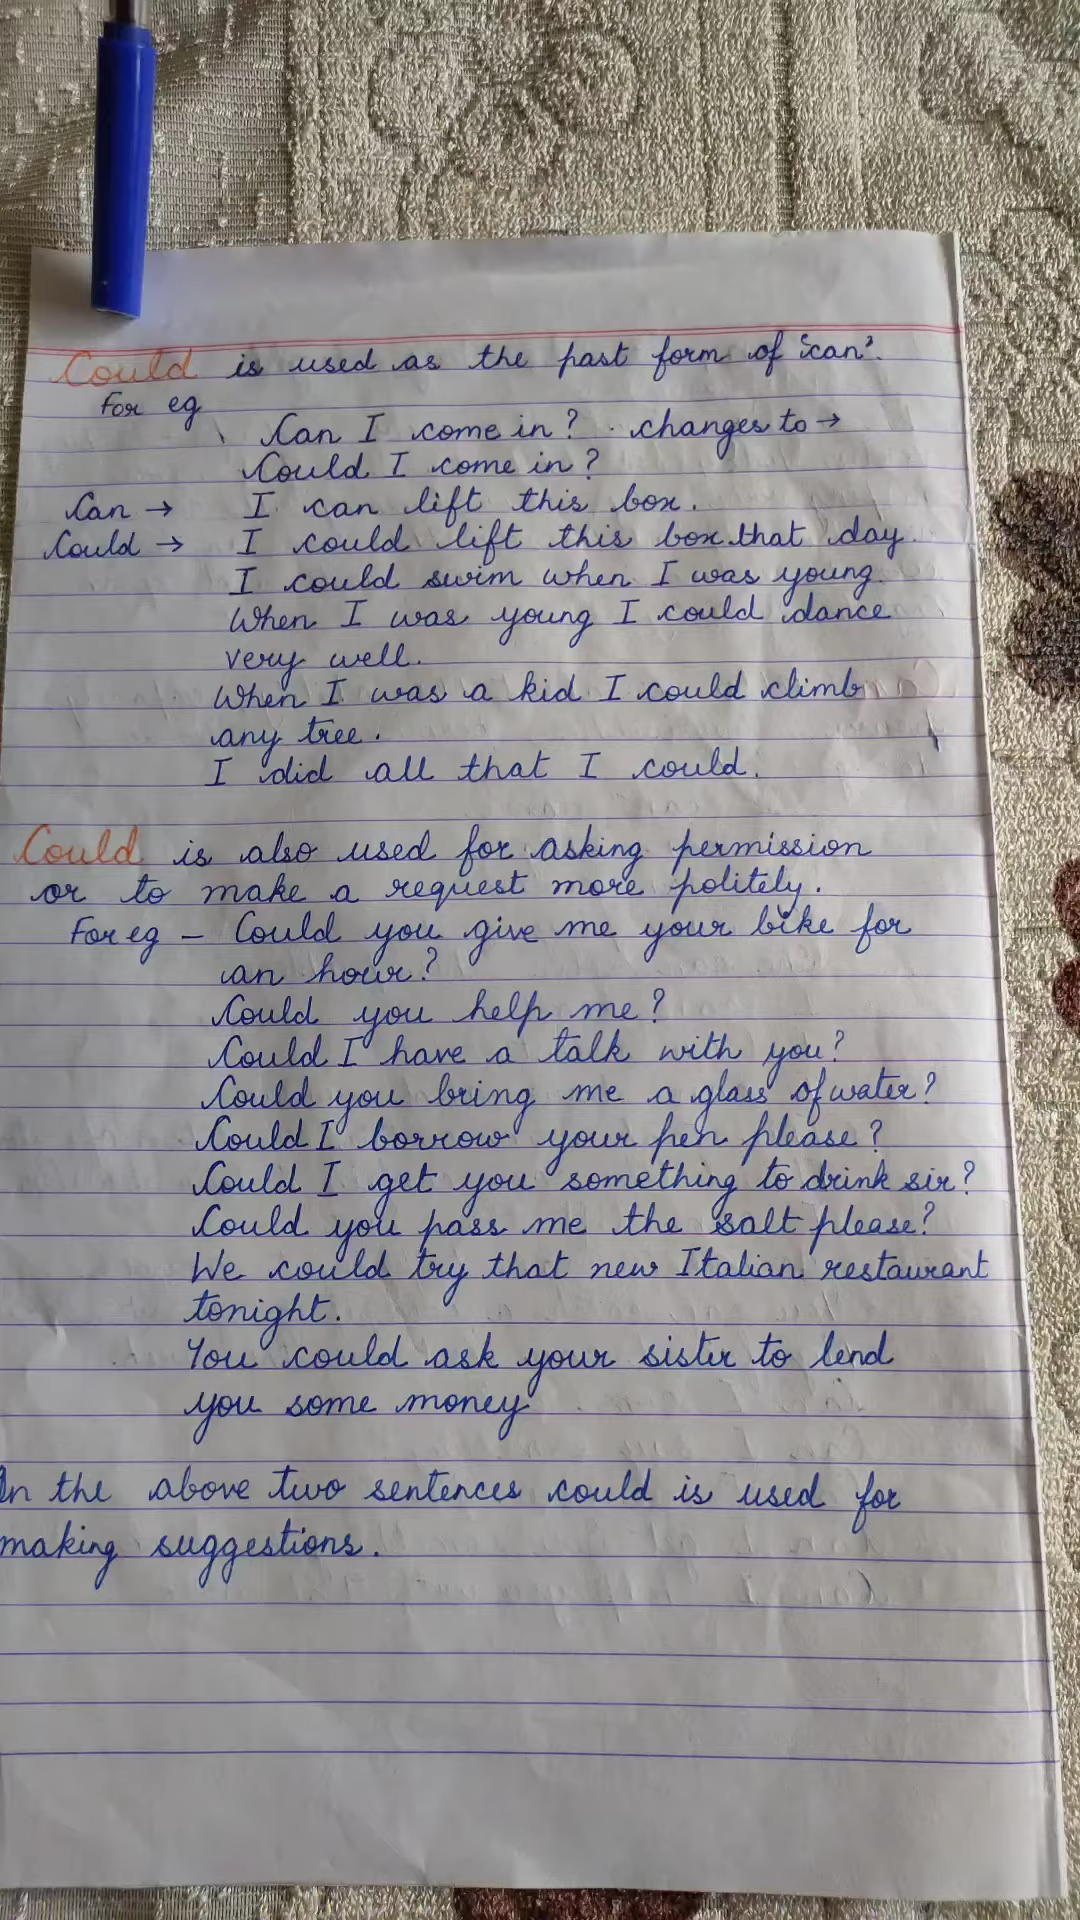 Could is used as the past form of 'can'.
For eg
Can I come in? changes to →
Could I come in?
Can → I can lift this box.
Could → I could lift this box that day.
I could swim when I was young.
When I was young I could dance
very well.
When I was a kid I could climb
any tree.
I did all that I could.
Could is also used for asking permission
or to make a request more politely.
For eg – Could you give me your bike for
an hour?
Could you help me?
Could I have a talk with you?
Could you bring me a glass of water?
Could I borrow your pen please?
Could I get you something to drink sir?
Could you pass me the salt please?
We could try that new Italian restaurant
tonight.
You could ask your sister to lend
you some money
In the above two sentences could is used for
making suggestions.